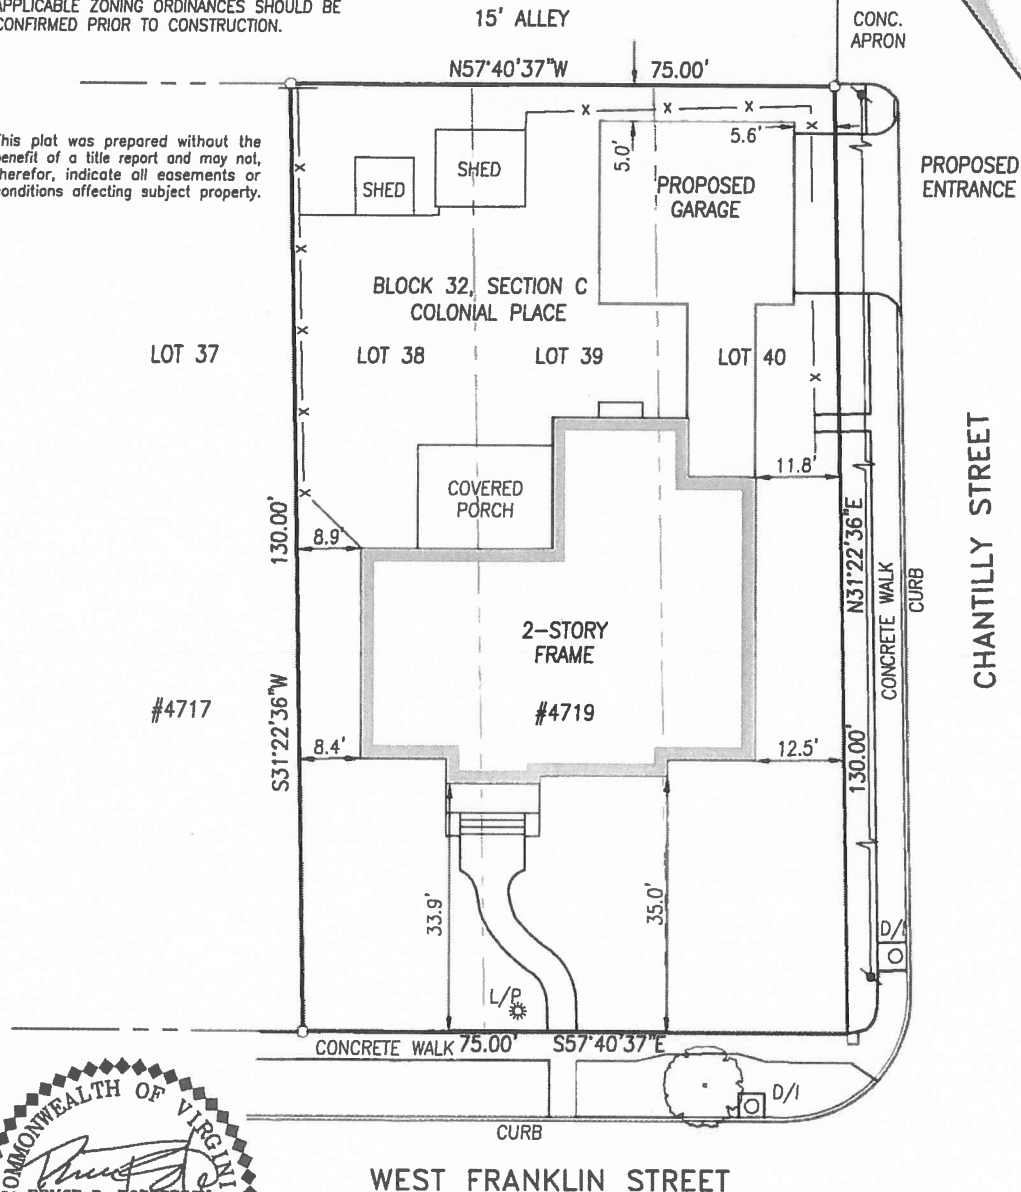 APPLICABLE ZONING ORDINANCES SHOULD BE
CONFIRMED PRIOR TO CONSTRUCTION.
15' ALLEY
CONC.
APRON
N57°40'37"W 75.00'
This plat was prepared without the
benefit of a title report and may not,
therefor, indicate all easements or
conditions affecting subject property.
SHED
SHED
5.0'
5.6'
PROPOSED
GARAGE
PROPOSED
ENTRANCE
BLOCK 32, SECTION C
COLONIAL PLACE
LOT 37
LOT 38
LOT 39
LOT 40
11.8'
COVERED
PORCH
130.00'
8.9'
N31°22'36"E
CONCRETE WALK
CURB
CHANTILLY STREET
2-STORY
FRAME
#4719
#4717
S31°22'36"W
8.4'
12.5'
130.00'
33.9'
35.0'
D/I
L/P
CONCRETE WALK 75.00' S57°40'37"E
D/I
CURB
COMMONWEALTH OF VIRGINI
WEST FRANKLIN STREET